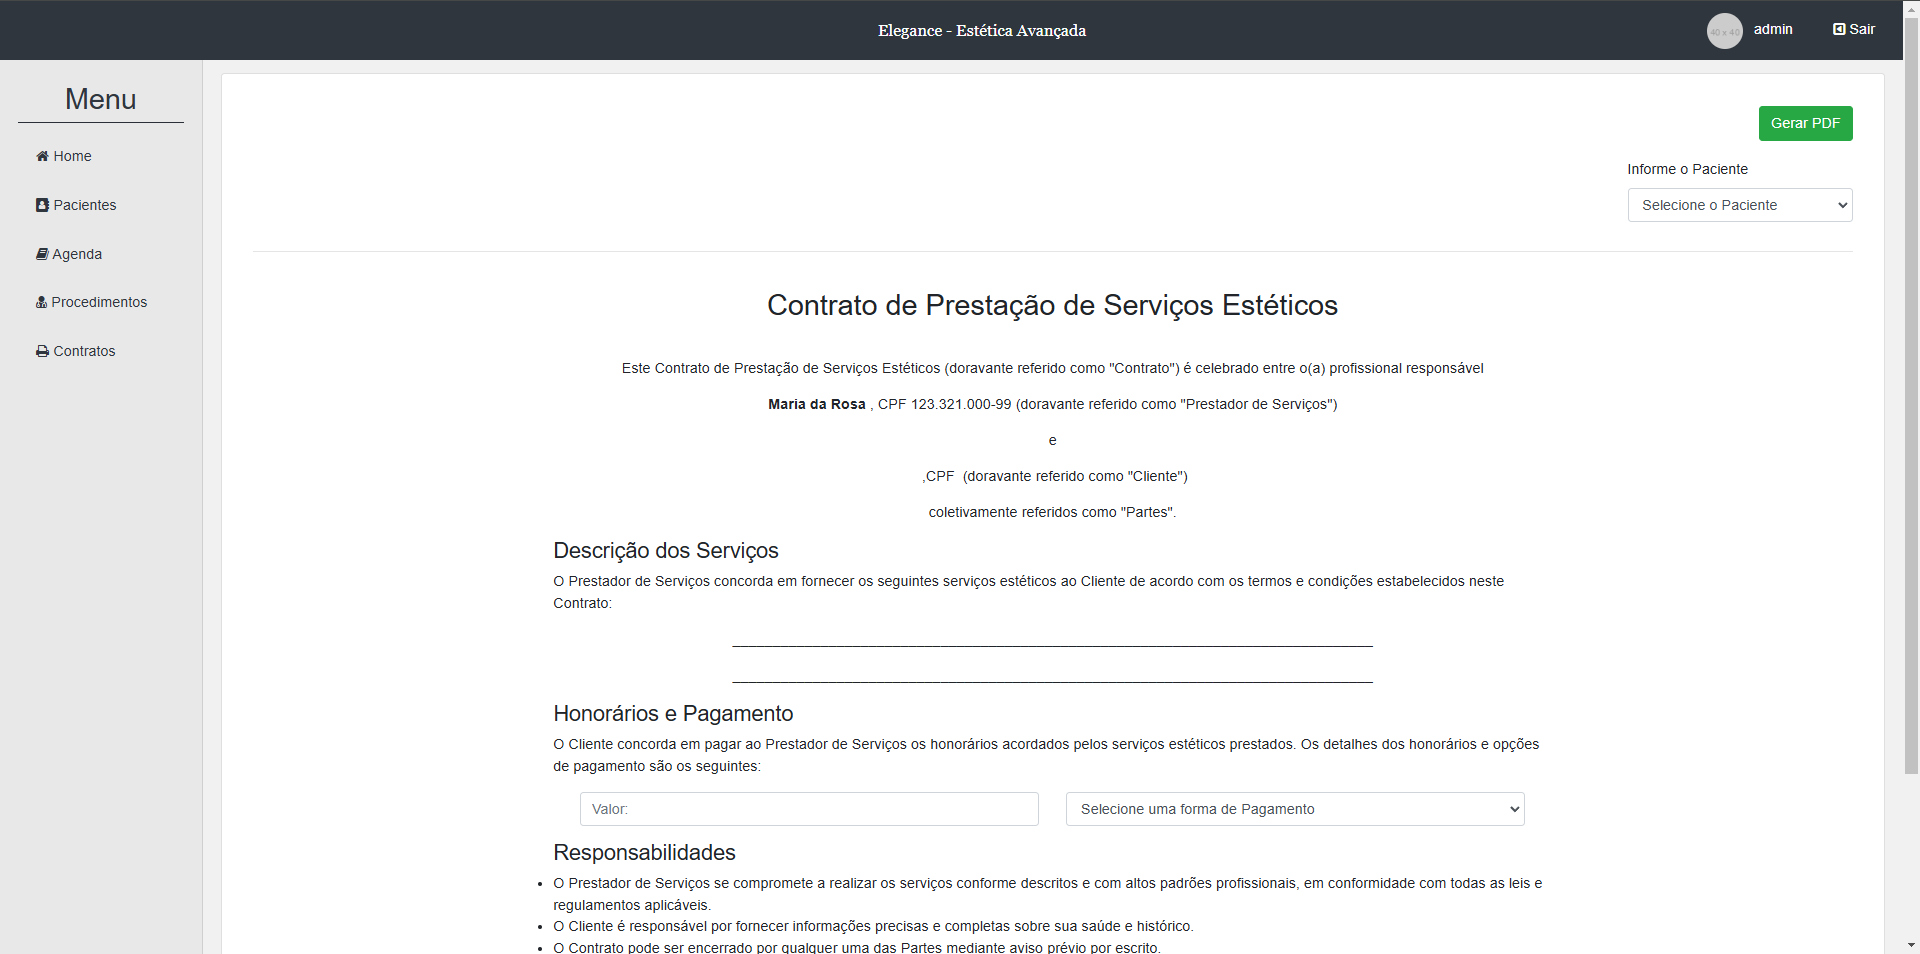 Elegance - Estética Avançada
40 x 40
admin
Sair
Menu
Home
Pacientes
Agenda
Procedimentos
Contratos
Gerar PDF
Informe o Paciente
Selecione o Paciente
Contrato de Prestação de Serviços Estéticos
Este Contrato de Prestação de Serviços Estéticos (doravante referido como "Contrato") é celebrado entre o(a) profissional responsável
Maria da Rosa , CPF 123.321.000-99 (doravante referido como "Prestador de Serviços")
e
,CPF (doravante referido como "Cliente")
coletivamente referidos como "Partes".
Descrição dos Serviços
O Prestador de Serviços concorda em fornecer os seguintes serviços estéticos ao Cliente de acordo com os termos e condições estabelecidos neste
Contrato:
Honorários e Pagamento
O Cliente concorda em pagar ao Prestador de Serviços os honorários acordados pelos serviços estéticos prestados. Os detalhes dos honorários e opções
de pagamento são os seguintes:
Valor:
Selecione uma forma de Pagamento
Responsabilidades
• O Prestador de Serviços se compromete a realizar os serviços conforme descritos e com altos padrões profissionais, em conformidade com todas as leis e
regulamentos aplicáveis.
• O Cliente é responsável por fornecer informações precisas e completas sobre sua saúde e histórico.
• O Contrato pode ser encerrado por qualquer uma das Partes mediante aviso prévio por escrito.